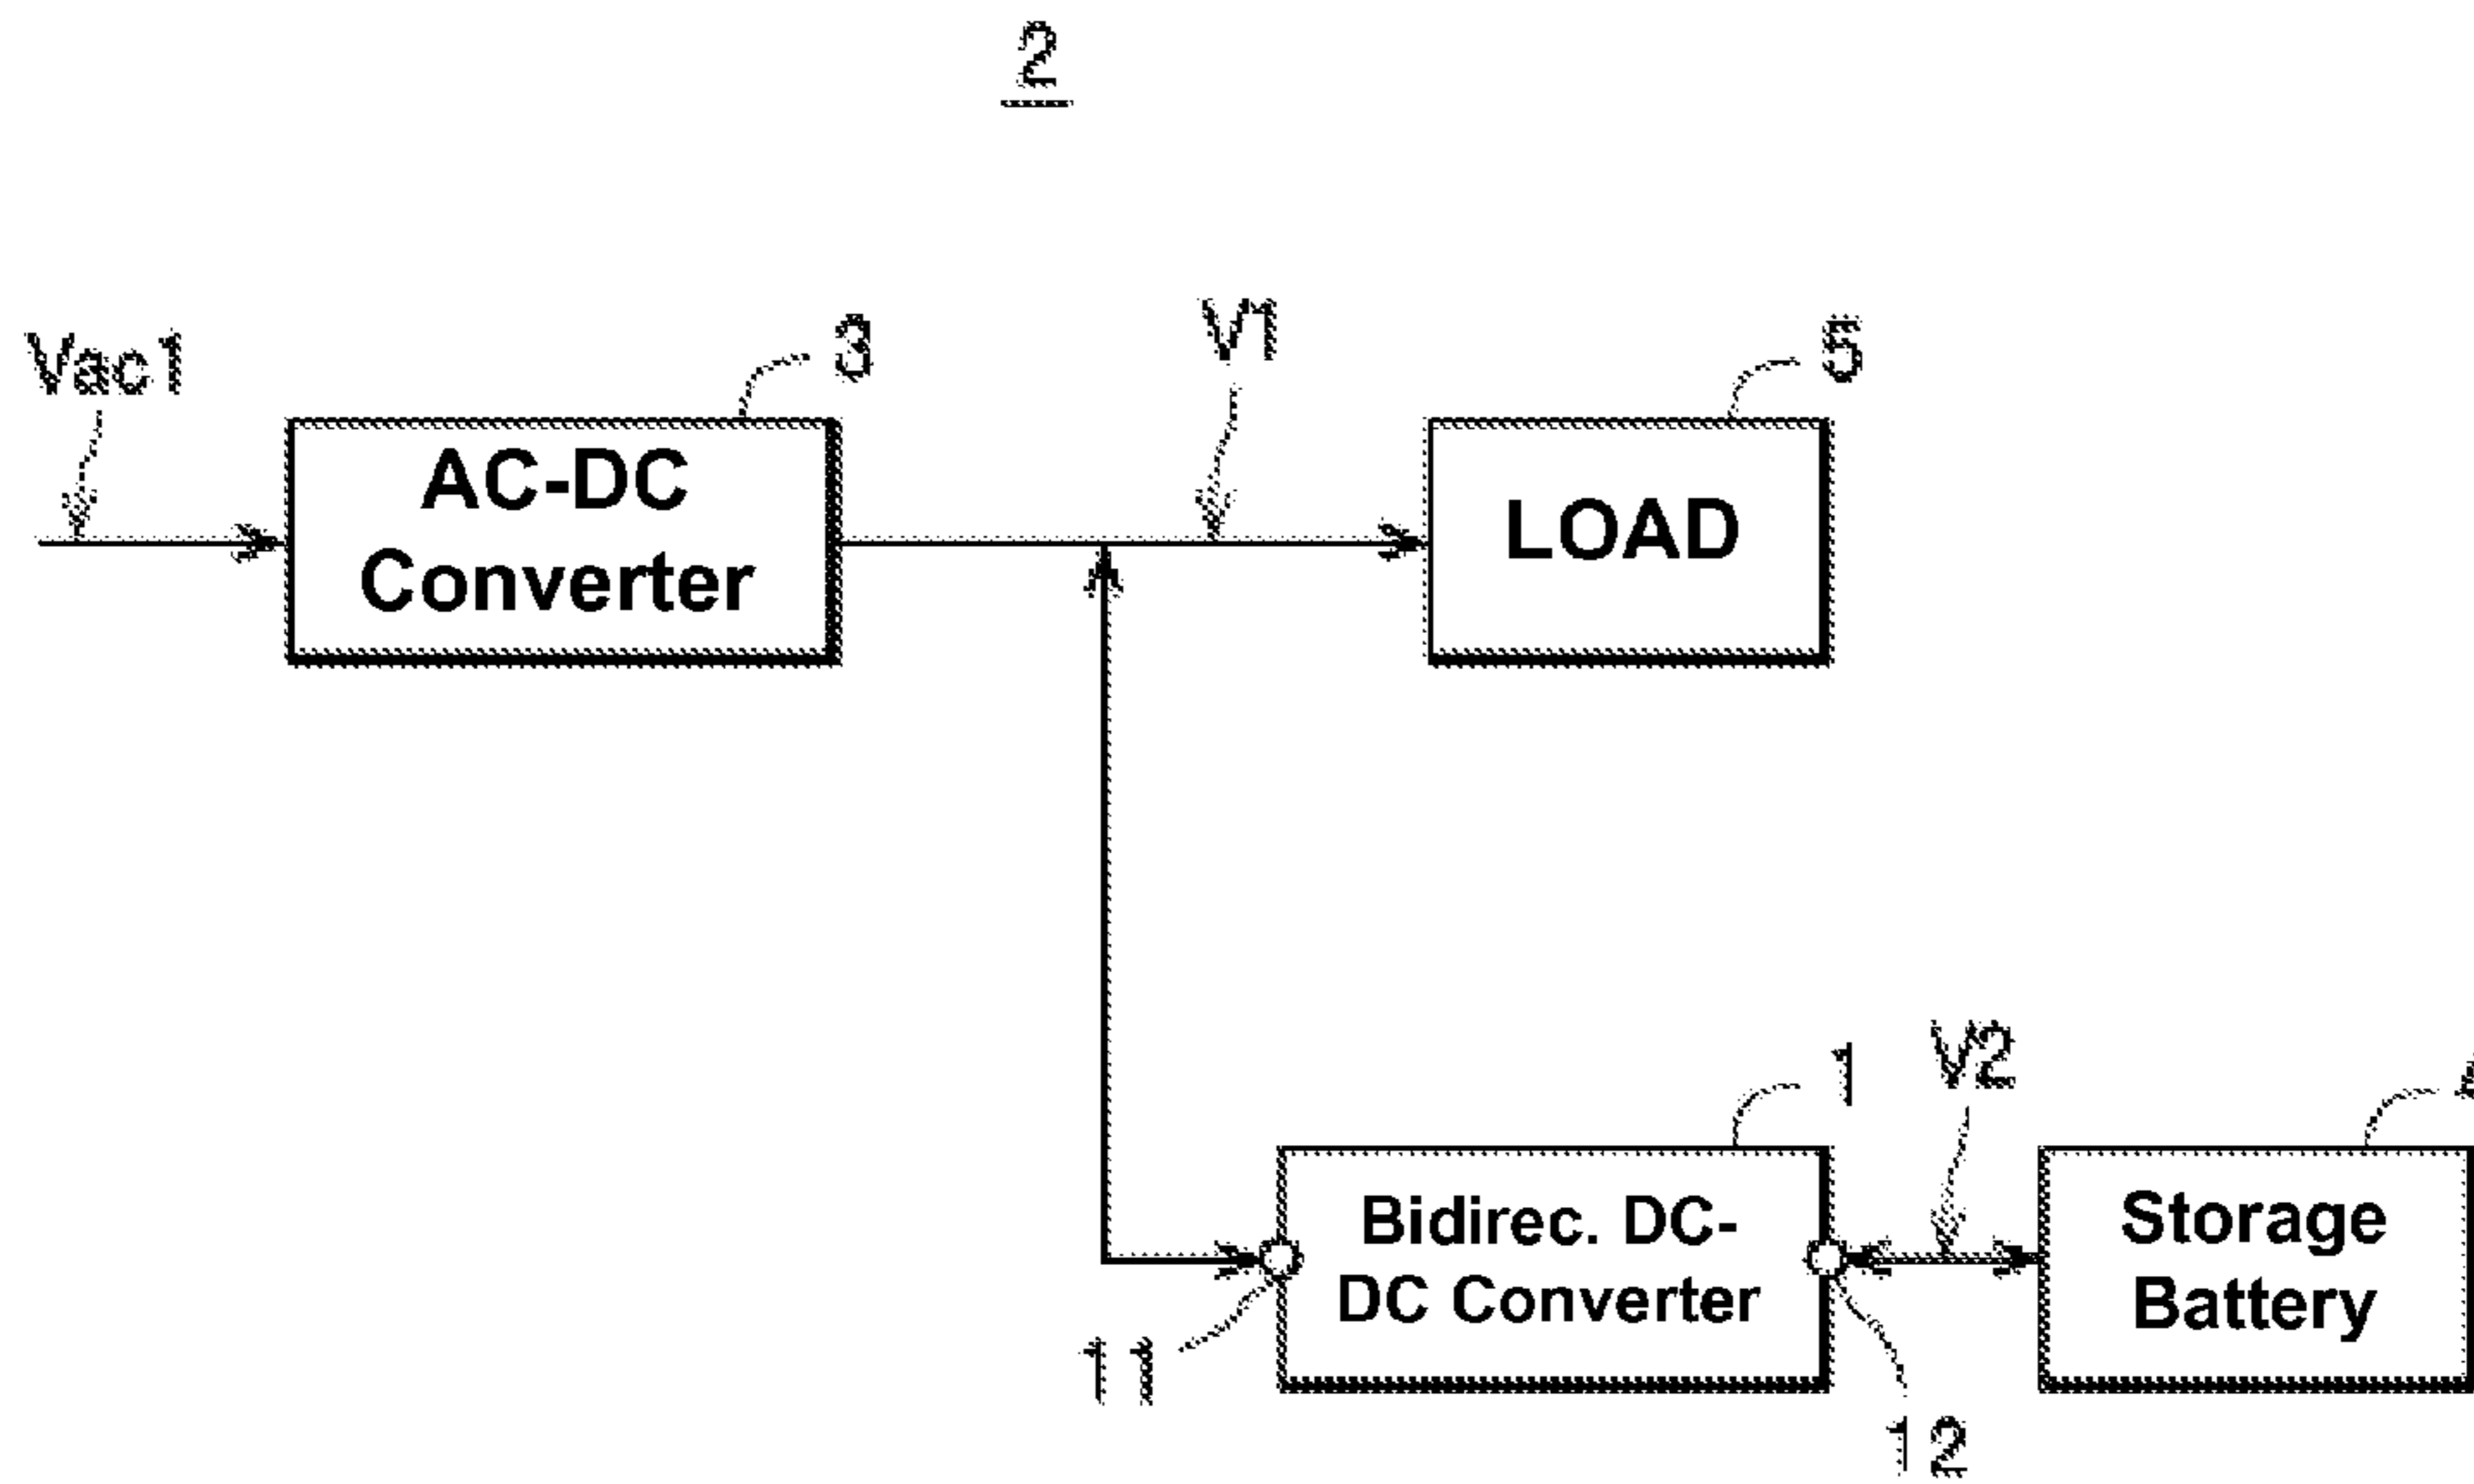 2
Vac1
3
V1
5
AC-DC
Converter
LOAD
1
V2
Bidirec. DC-
DC Converter
Storage
Battery
11
12